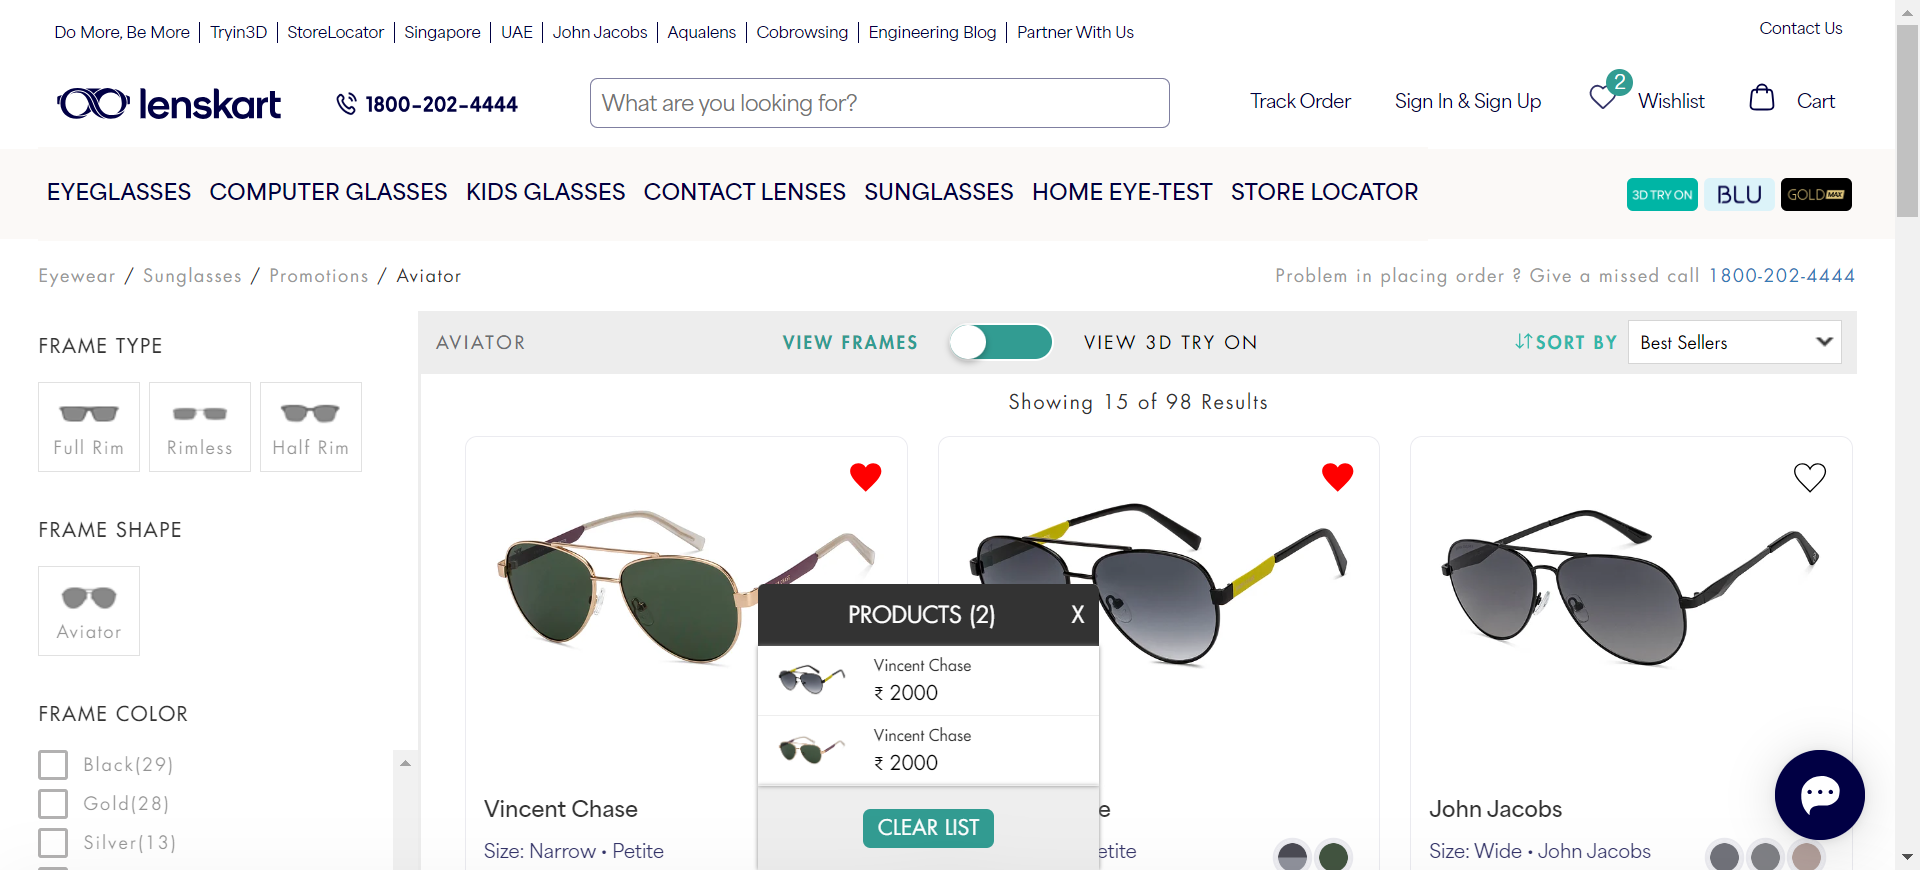 Do More, Be More Tryin3D StoreLocator Singapore UAE John Jacobs Aqualens Cobrowsing Engineering Blog Partner With Us Contact Us
lenskart 1800-202-4444 What are you looking for? Track Order Sign In & Sign Up 2 Wishlist Cart
EYEGLASSES COMPUTER GLASSES KIDS GLASSES CONTACT LENSES SUNGLASSES HOME EYE-TEST STORE LOCATOR 3D TRY ON BLU GOLD MAX
Eyewear / Sunglasses / Promotions / Aviator Problem in placing order ? Give a missed call 1800-202-4444
FRAME TYPE
Full Rim Rimless Half Rim
FRAME SHAPE
Aviator
FRAME COLOR
Black(29)
Gold(28)
Silver(13)
AVIATOR VIEW FRAMES VIEW 3D TRY ON SORT BY Best Sellers
Showing 15 of 98 Results
Vincent Chase
Size: Narrow • Petite
e
etite
John Jacobs
Size: Wide • John Jacobs
PRODUCTS (2) X
Vincent Chase
₹ 2000
Vincent Chase
₹ 2000
CLEAR LIST